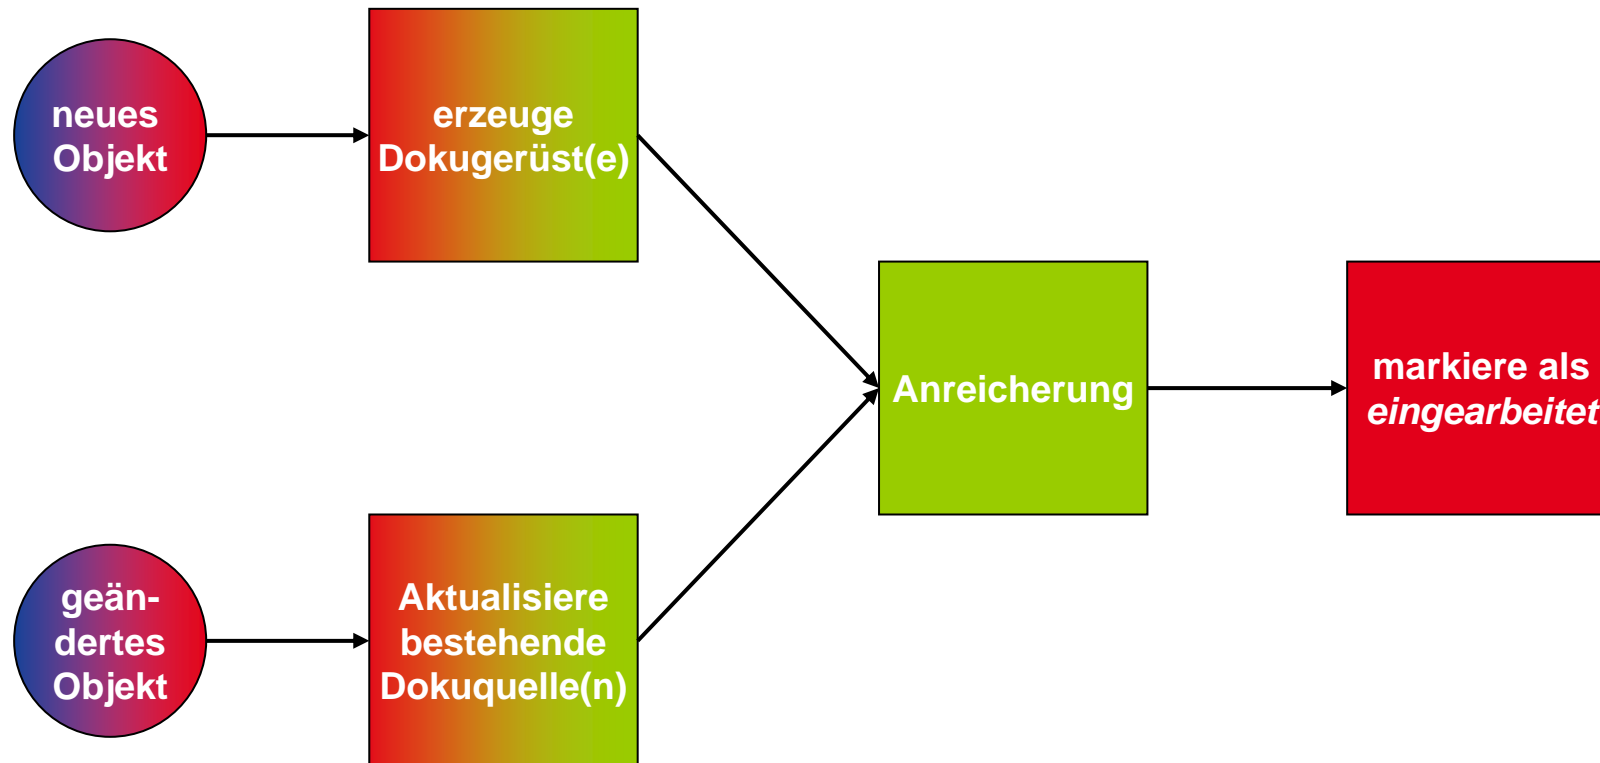 neues
Objekt
erzeuge
Dokugerüst(e)
Anreicherung
markiere als
eingearbeitet
geän-
dertes
Objekt
Aktualisiere
bestehende
Dokuquelle(n)